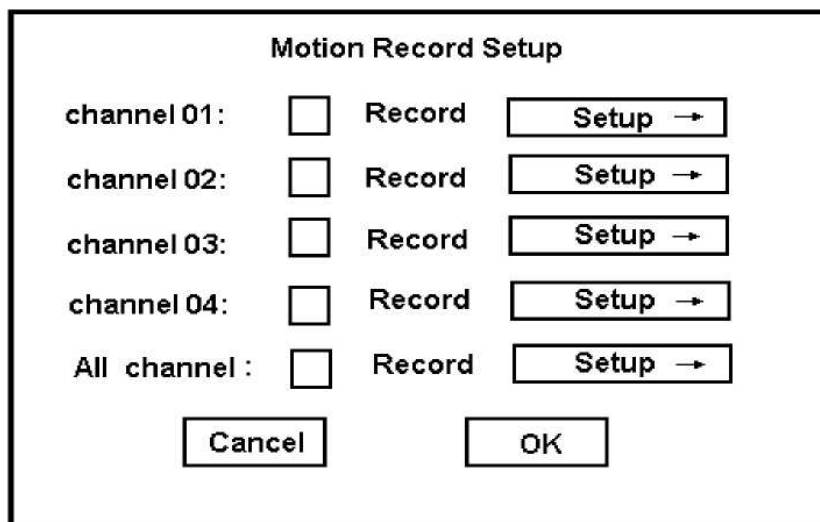 Motion Record Setup
channel 01: Record Setup →
channel 02: Record Setup →
channel 03: Record Setup →
channel 04: Record Setup →
All channel : Record Setup →
Cancel OK